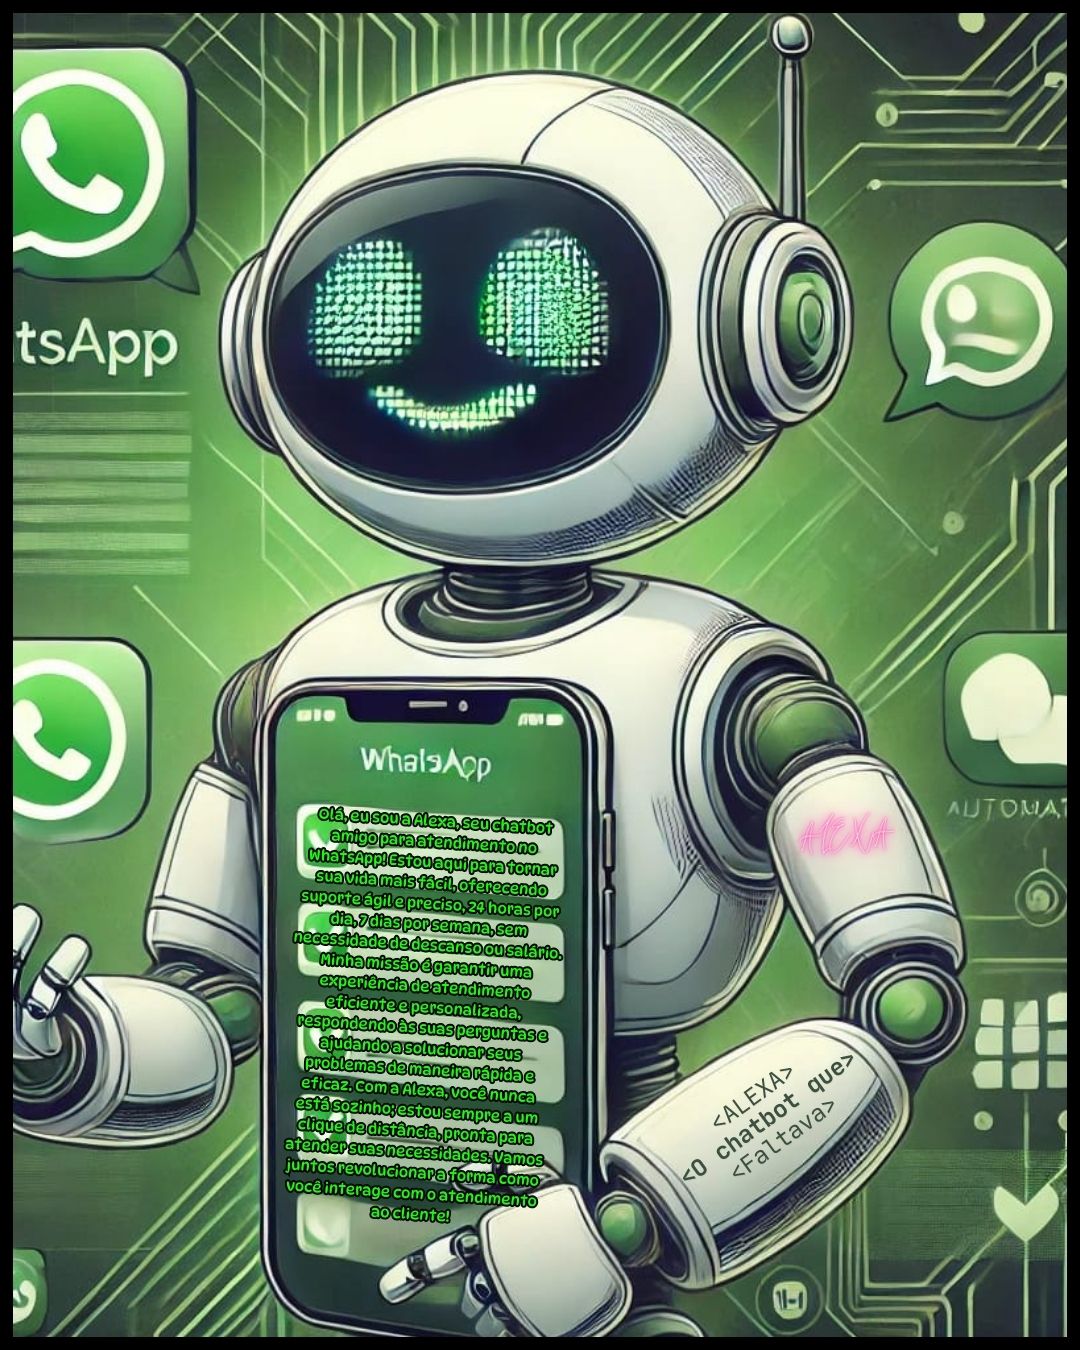 tsApp
WhalsApp
Olá, eu sou a Alexa, seu chatbot
amigo para atendimento no
WhatsApp! Estou aqui para tornar
sua vida mais fácil, oferecendo
suporte ágil e preciso, 24 horas por
dia, 7 dias por semana, sem
necessidade de descanso ou salário.
Minha missão é garantir uma
experiência de atendimento
eficiente e personalizada,
respondendo às suas perguntas e
ajudando a solucionar seus
problemas de maneira rápida e
eficaz. Com a Alexa, você nunca
está sozinho; estou sempre a um
clique de distância, pronta para
atender suas necessidades. Vamos
juntos revolucionar a forma como
você interage com o atendimento
ao cliente!
ALEXA
AUTOMAT
<ALEXA>
<O chatbot que>
<Faltava>